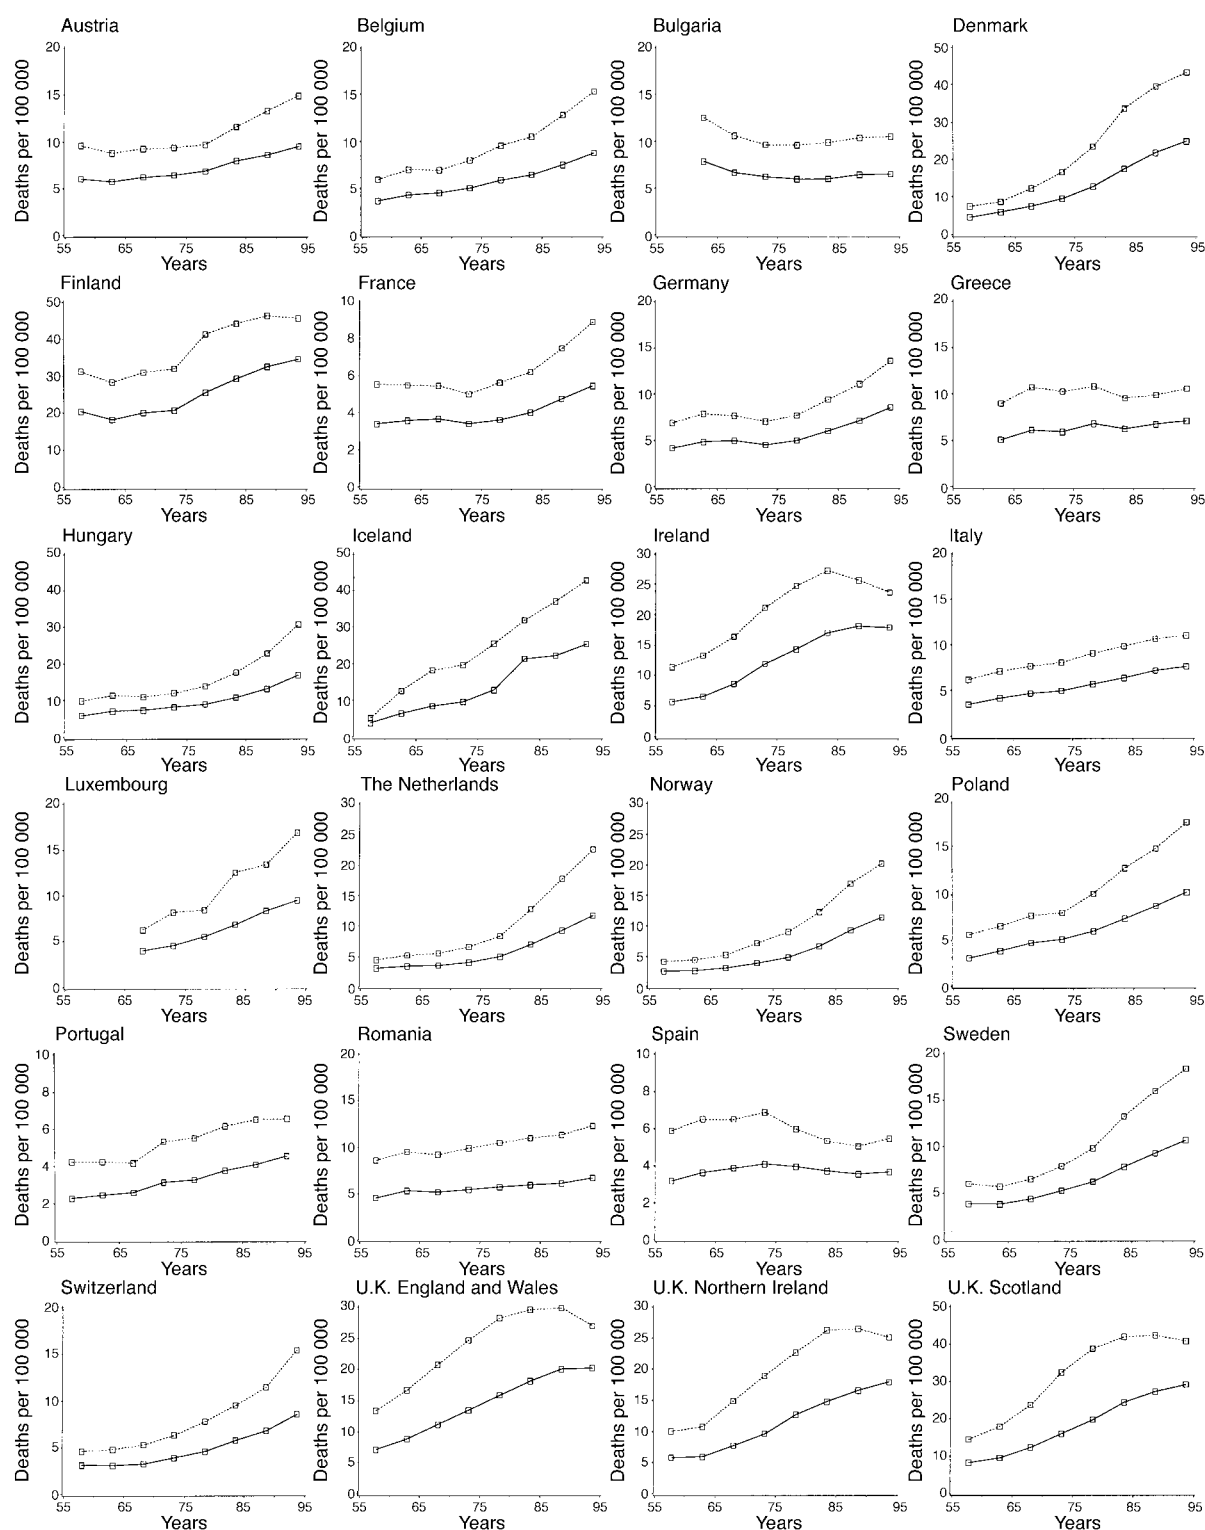 Austria
Deaths per 100 000
20
15
10
5
0
55 65 75 85 95
Years
Belgium
Deaths per 100 000
20
15
10
5
0
55 65 75 85 95
Years
Bulgaria
Deaths per 100 000
20
15
10
5
0
55 65 75 85 95
Years
Denmark
Deaths per 100 000
50
40
30
20
10
0
55 65 75 85 95
Years
Finland
Deaths per 100 000
50
40
30
20
10
0
55 65 75 85 95
Years
France
Deaths per 100 000
10
8
6
4
2
0
55 65 75 85 95
Years
Germany
Deaths per 100 000
20
15
10
5
0
55 65 75 85 95
Years
Greece
Deaths per 100 000
20
15
10
5
0
55 65 75 85 95
Years
Hungary
Deaths per 100 000
50
40
30
20
10
0
55 65 75 85 95
Years
Iceland
Deaths per 100 000
50
40
30
20
10
0
55 65 75 85 95
Years
Ireland
Deaths per 100 000
30
25
20
15
10
5
0
55 65 75 85 95
Years
Italy
Deaths per 100 000
20
15
10
5
0
55 65 75 85 95
Years
Luxembourg
Deaths per 100 000
20
15
10
5
0
55 65 75 85 95
Years
The Netherlands
Deaths per 100 000
30
25
20
15
10
5
0
55 65 75 85 95
Years
Norway
Deaths per 100 000
30
25
20
15
10
5
0
55 65 75 85 95
Years
Poland
Deaths per 100 000
20
15
10
5
0
55 65 75 85 95
Years
Portugal
Deaths per 100 000
10
8
6
4
2
0
55 65 75 85 95
Years
Romania
Deaths per 100 000
20
15
10
5
0
55 65 75 85 95
Years
Spain
Deaths per 100 000
10
8
6
4
2
0
55 65 75 85 95
Years
Sweden
Deaths per 100 000
20
15
10
5
0
55 65 75 85 95
Years
Switzerland
Deaths per 100 000
20
15
10
5
0
55 65 75 85 95
Years
U.K. England and Wales
Deaths per 100 000
30
25
20
15
10
5
0
55 65 75 85 95
Years
U.K. Northern Ireland
Deaths per 100 000
30
25
20
15
10
5
0
55 65 75 85 95
Years
U.K. Scotland
Deaths per 100 000
50
40
30
20
10
0
55 65 75 85 95
Years